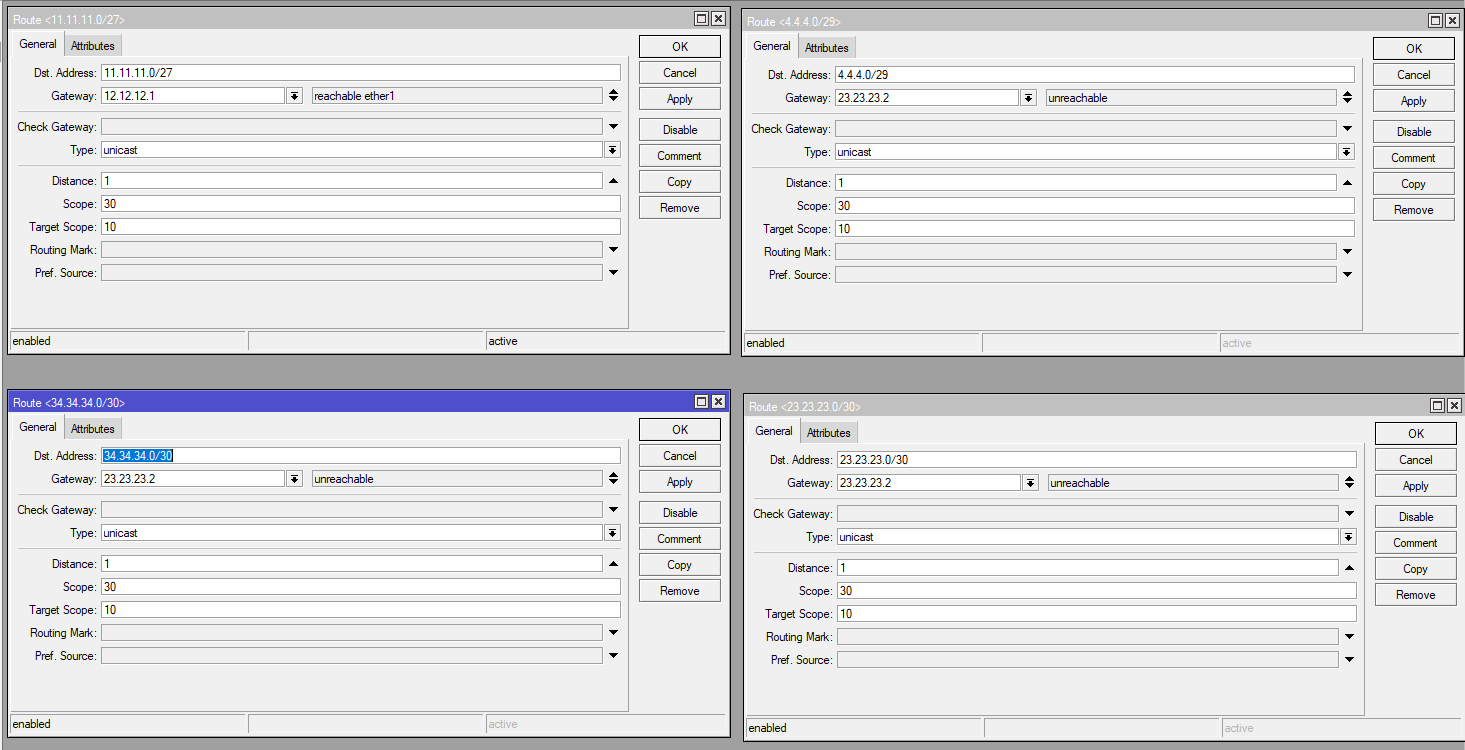 Route <11.11.11.0/27>
General Attributes
Dst. Address: 11.11.11.0/27
Gateway: 12.12.12.1 reachable ether1
Check Gateway:
Type: unicast
Distance: 1
Scope: 30
Target Scope: 10
Routing Mark:
Pref. Source:
OK
Cancel
Apply
Disable
Comment
Copy
Remove
enabled active
Route <4.4.4.0/29>
General Attributes
Dst. Address: 4.4.4.0/29
Gateway: 23.23.23.2 unreachable
Check Gateway:
Type: unicast
Distance: 1
Scope: 30
Target Scope: 10
Routing Mark:
Pref. Source:
OK
Cancel
Apply
Disable
Comment
Copy
Remove
enabled active
Route <34.34.34.0/30>
General Attributes
Dst. Address: 34.34.34.0/30
Gateway: 23.23.23.2 unreachable
Check Gateway:
Type: unicast
Distance: 1
Scope: 30
Target Scope: 10
Routing Mark:
Pref. Source:
OK
Cancel
Apply
Disable
Comment
Copy
Remove
enabled active
Route <23.23.23.0/30>
General Attributes
Dst. Address: 23.23.23.0/30
Gateway: 23.23.23.2 unreachable
Check Gateway:
Type: unicast
Distance: 1
Scope: 30
Target Scope: 10
Routing Mark:
Pref. Source:
OK
Cancel
Apply
Disable
Comment
Copy
Remove
enabled active